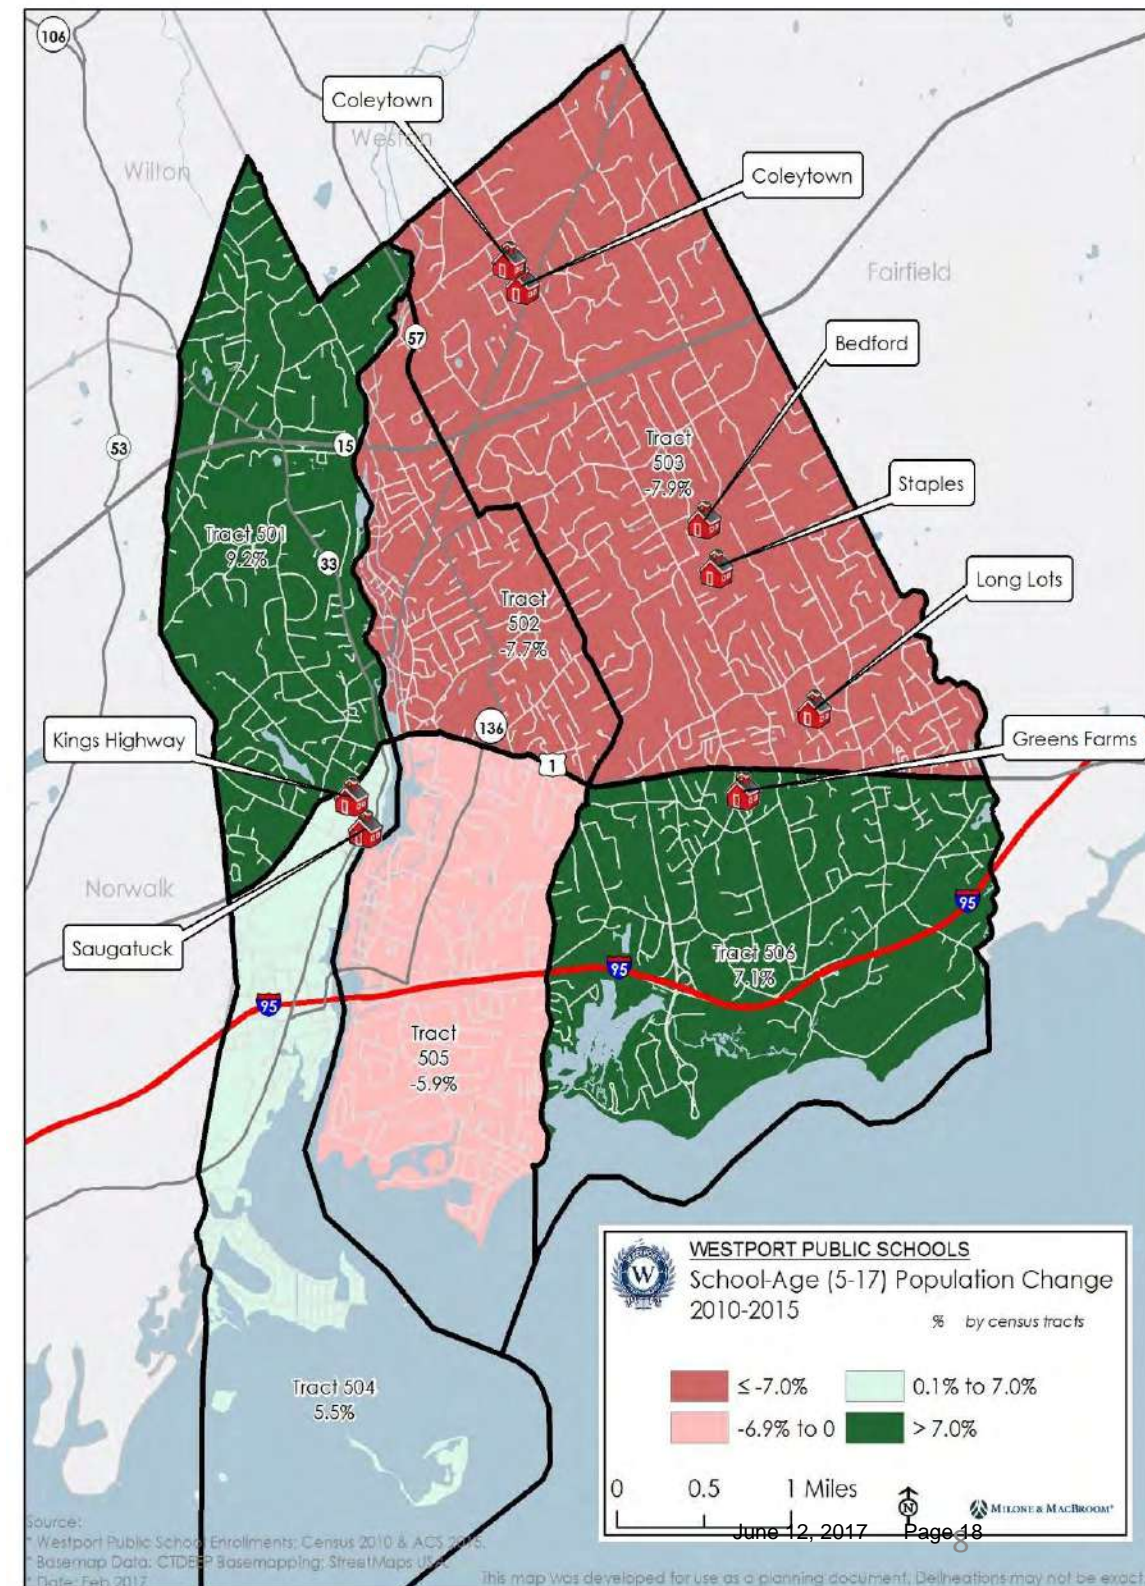 106
Coleytown
Weston
Wilton
Coleytown
Fairfield
57
Bedford
53
15
Tract
503
-7.9%
Staples
Tract 501
9.2%
33
Long Lots
Tract
502
-7.7%
136
Kings Highway
1
Greens Farms
Norwalk
95
Saugatuck
95
Tract 506
7.1%
95
Tract
505
-5.9%
WESTPORT PUBLIC SCHOOLS
School-Age (5-17) Population Change
2010-2015
% by census tracts
W
≤ -7.0%
0.1% to 7.0%
-6.9% to 0
> 7.0%
Tract 504
5.5%
0 0.5 1 Miles
N
MILONE & MACBROOM®
June 12, 2017 Page 18
8
Source:
* Westport Public School Enrollments; Census 2010 & ACS 2015.
* Basemap Data: CTDEEP Basemapping; StreetMaps USA.
* Date: Feb 2017
This map was developed for use as a planning document. Delineations may not be exact